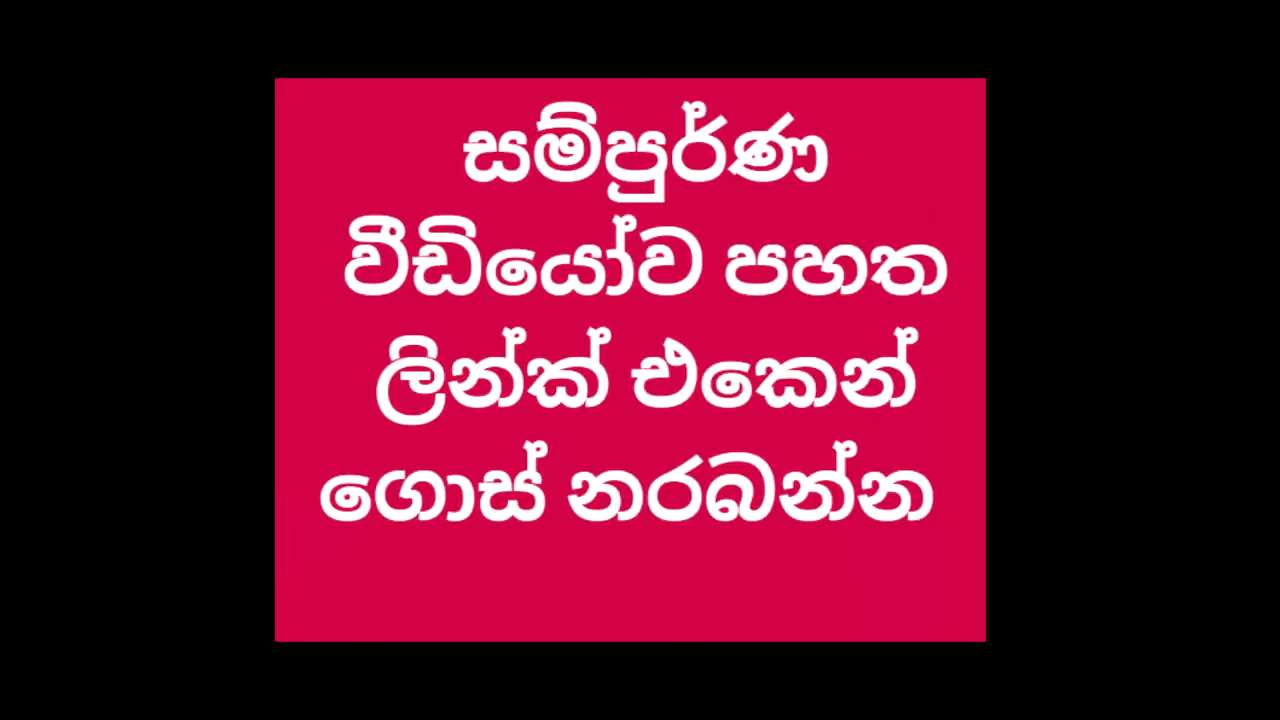 සම්පුර්ණ
වීඩියෝව පහත
ලින්ක් එකෙන්
ගොස් නරබන්න